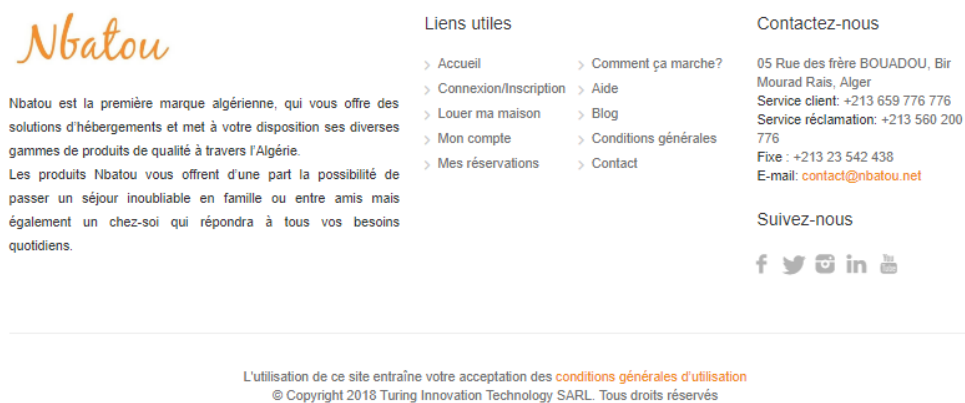 Nbatou
Nbatou est la première marque algérienne, qui vous offre des
solutions d'hébergements et met à votre disposition ses diverses
gammes de produits de qualité à travers l'Algérie.
Les produits Nbatou vous offrent d'une part la possibilité de
passer un séjour inoubliable en famille ou entre amis mais
également un chez-soi qui répondra à tous vos besoins
quotidiens.
Liens utiles
Accueil
Connexion/Inscription
Louer ma maison
Mon compte
Mes réservations
Comment ça marche?
Aide
Blog
Conditions générales
Contact
Contactez-nous
05 Rue des frère BOUADOU, Bir
Mourad Rais, Alger
Service client: +213 659 776 776
Service réclamation: +213 560 200
776
Fixe : +213 23 542 438
E-mail: contact@nbatou.net
Suivez-nous
L'utilisation de ce site entraîne votre acceptation des conditions générales d'utilisation
© Copyright 2018 Turing Innovation Technology SARL. Tous droits réservés